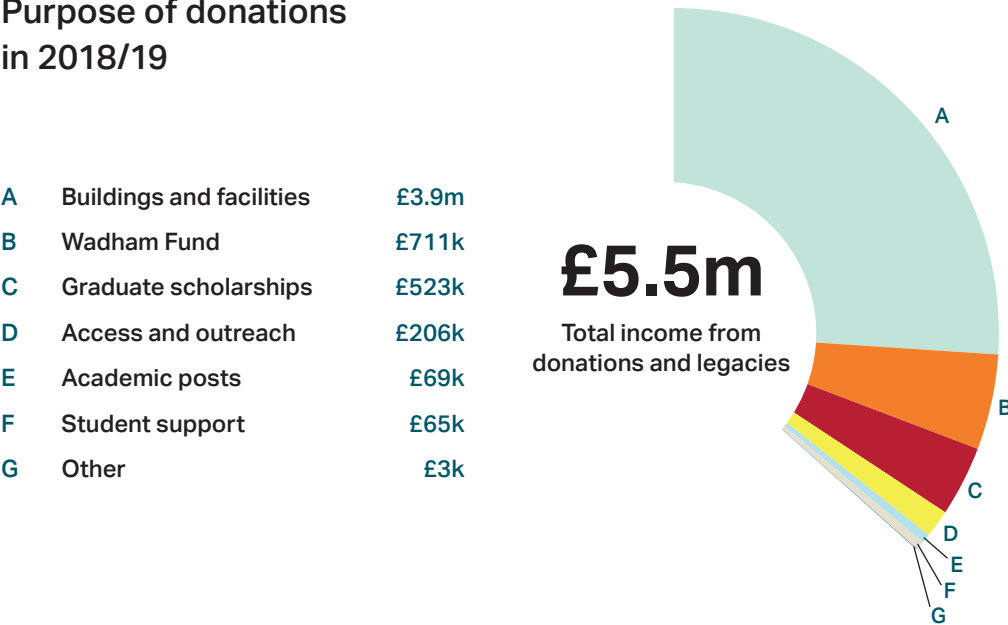 Purpose of donations
in 2018/19
A Buildings and facilities £3.9m
B Wadham Fund £711k
C Graduate scholarships £523k
D Access and outreach £206k
E Academic posts £69k
F Student support £65k
G Other £3k
£5.5m
Total income from
donations and legacies
A
B
C
D
E
F
G